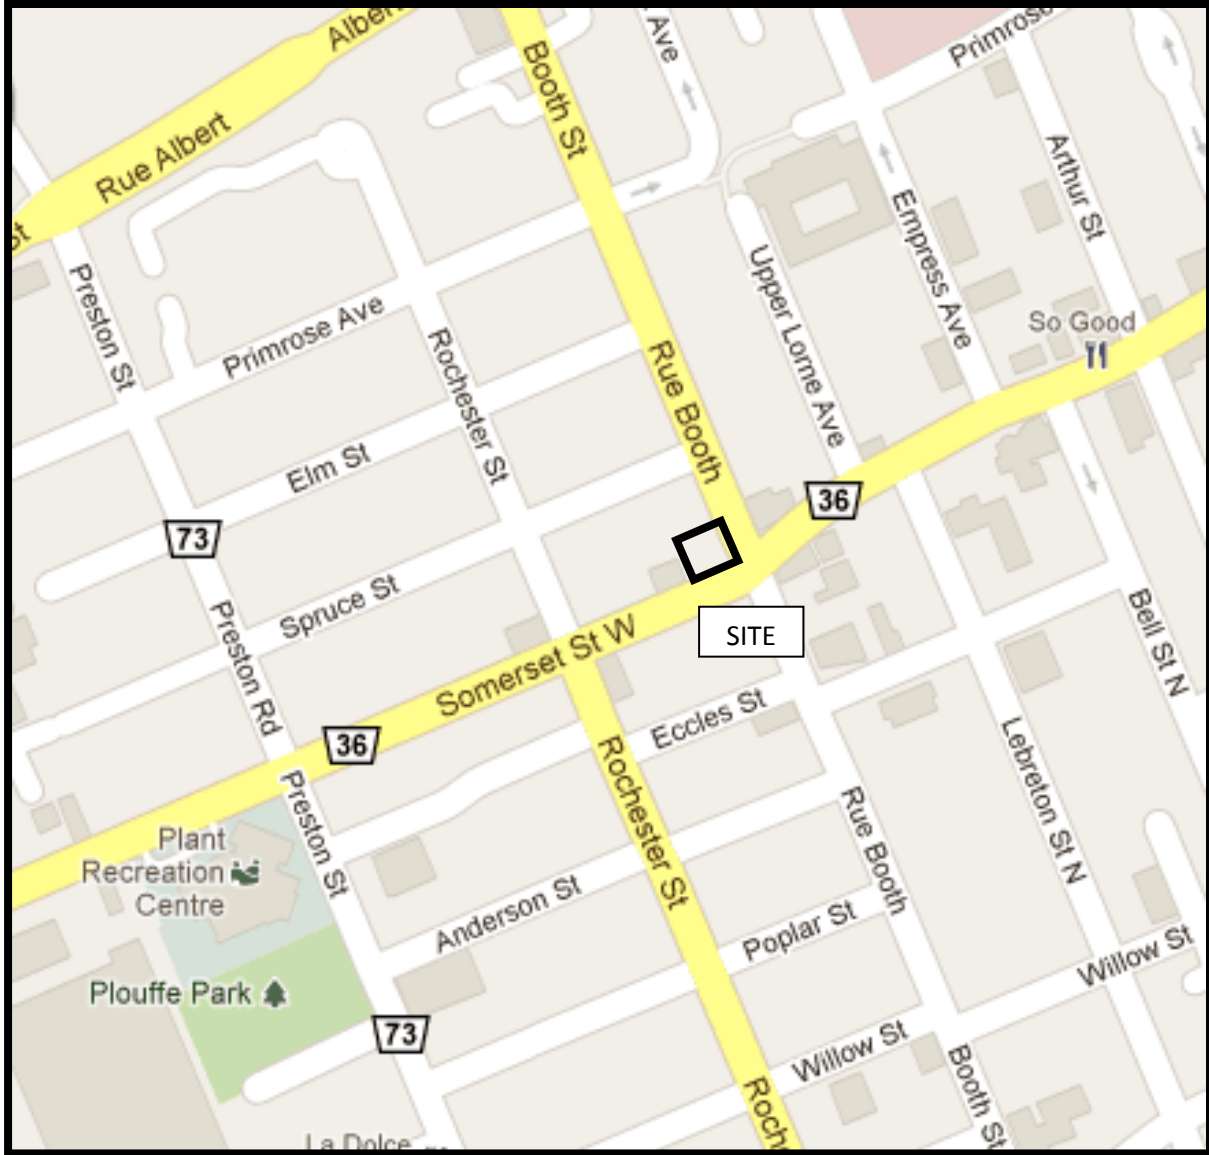 Albert
Booth St
Ave
Primrose
Rue Albert
Arthur St
St
Empress Ave
Preston St
Upper Lorne Ave
So Good
Primrose Ave
Rochester St
Rue Booth
Elm St
36
73
Spruce St
Preston Rd
SITE
Bell St N
Somerset St W
Eccles St
36
Rochester St
Lebreton St N
Preston St
Rue Booth
Plant
Recreation
Centre
Anderson St
Poplar St
Willow St
Plouffe Park
73
Willow St
Booth St
Roch
La Dolce